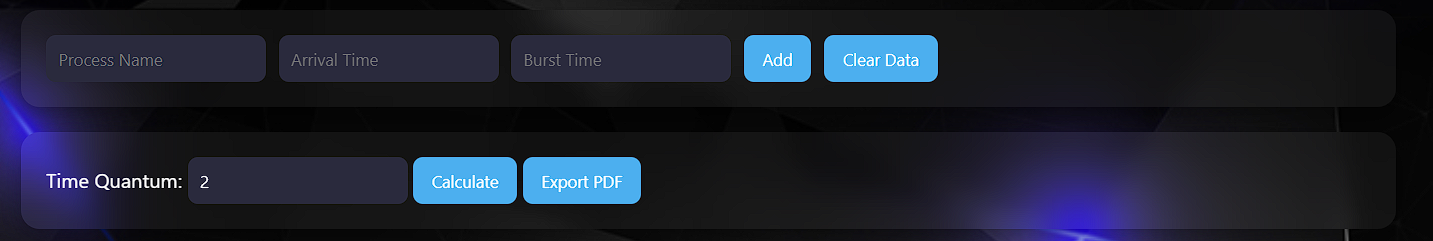 Process Name Arrival Time Burst Time Add Clear Data
Time Quantum: 2 Calculate Export PDF